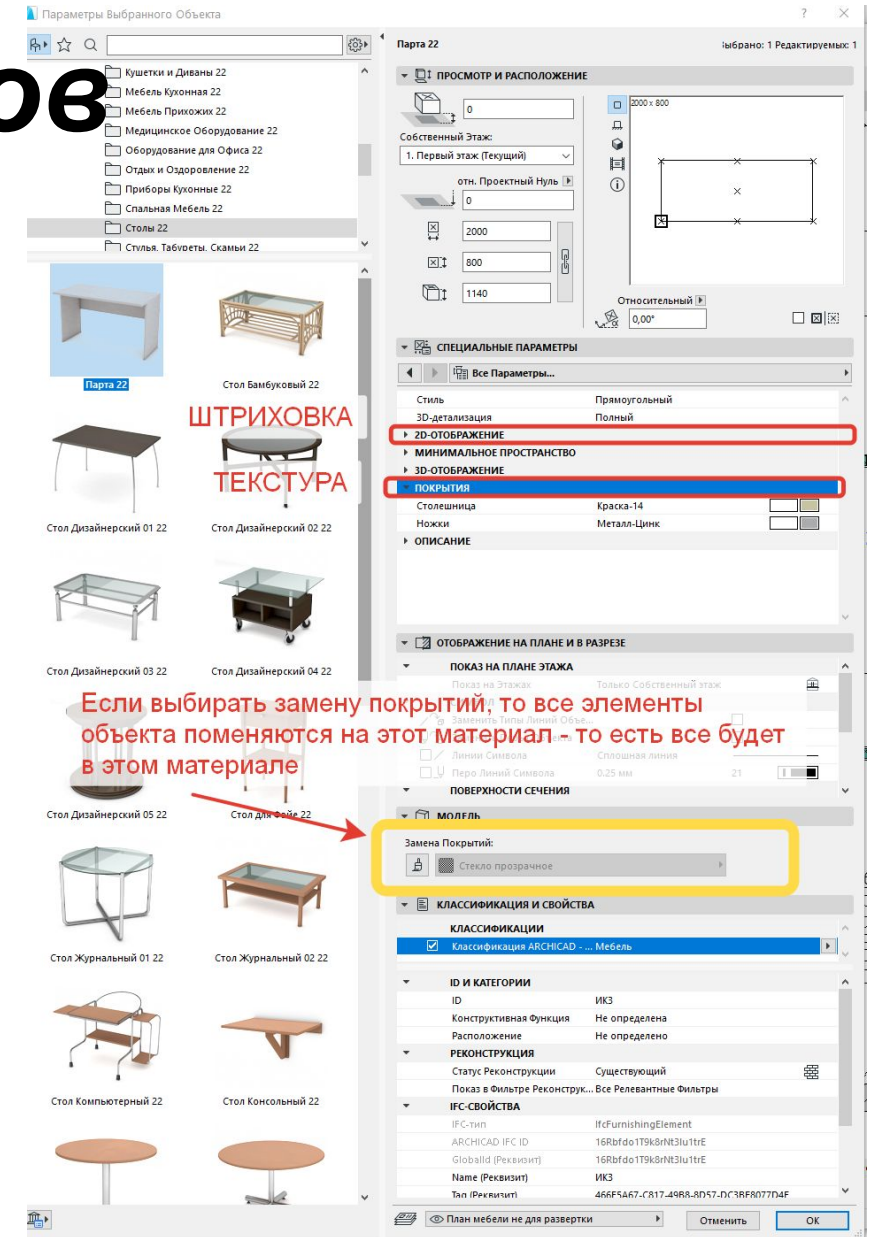 Параметры Выбранного Объекта
ов
Кушетки и Диваны 22
Мебель Кухонная 22
Мебель Прихожих 22
Медицинское Оборудование 22
Оборудование для Офиса 22
Отдых и Оздоровление 22
Приборы Кухонные 22
Спальная Мебель 22
Столы 22
Стулья, Табуреты, Скамьи 22
Парта 22
Стол Бамбуковый 22
ШТРИХОВКА
ТЕКСТУРА
Стол Дизайнерский 01 22
Стол Дизайнерский 02 22
Стол Дизайнерский 03 22
Стол Дизайнерский 04 22
Если выбирать замену покрытий, то все элементы
объекта поменяются на этот материал - то есть все будет
в этом материале
Стол Дизайнерский 05 22
Стол для Фойе 22
Стол Журнальный 01 22
Стол Журнальный 02 22
Стол Компьютерный 22
Стол Консольный 22
Парта 22
ыбрано: 1 Редактируемых: 1
ПРОСМОТР И РАСПОЛОЖЕНИЕ
0
Собственный Этаж:
1. Первый этаж (Текущий)
отн. Проектный Нуль
0
2000
800
1140
2000 x 800
Относительный
0,00°
СПЕЦИАЛЬНЫЕ ПАРАМЕТРЫ
Все Параметры...
Стиль Прямоугольный
3D-детализация Полный
2D-ОТОБРАЖЕНИЕ
МИНИМАЛЬНОЕ ПРОСТРАНСТВО
3D-ОТОБРАЖЕНИЕ
ПОКРЫТИЯ
Столешница Краска-14
Ножки Металл-Цинк
ОПИСАНИЕ
ОТОБРАЖЕНИЕ НА ПЛАНЕ И В РАЗРЕЗЕ
ПОКАЗ НА ПЛАНЕ ЭТАЖА
Показ на Этажах Только Собственный этаж
Заменить Типы Линий Объе...
Линии Символа Сплошная линия
Перо Линий Символа 0.25 мм 21
ПОВЕРХНОСТИ СЕЧЕНИЯ
МОДЕЛЬ
Замена Покрытий:
Стекло прозрачное
КЛАССИФИКАЦИЯ И СВОЙСТВА
КЛАССИФИКАЦИИ
Классификация ARCHICAD - ... Мебель
ID И КАТЕГОРИИ
ID ИК3
Конструктивная Функция Не определена
Расположение Не определено
РЕКОНСТРУКЦИЯ
Статус Реконструкции Существующий
Показ в Фильтре Реконструк... Все Релевантные Фильтры
IFC-СВОЙСТВА
IFC-тип IfcFurnishingElement
ARCHICAD IFC ID 16Rbfdo1T9k8rNt3Iu1trE
GlobalId (Реквизит) 16Rbfdo1T9k8rNt3Iu1trE
Name (Реквизит) ИК3
Tag (Реквизит) 466E5A67-C817-49B8-8D57-DC3BF8077D4F
План мебели не для развертки
Отменить
OK